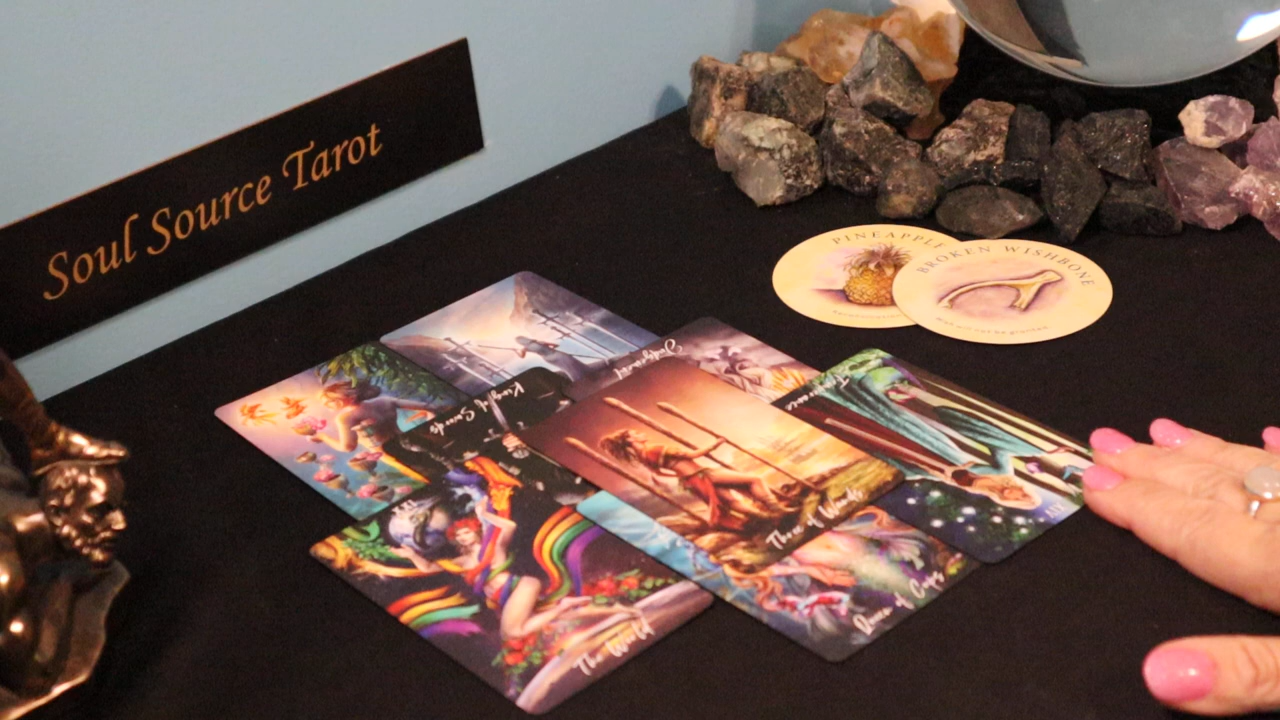 Soul Source Tarot
PINEAPPLE
BROKEN WISHBONE
Judgement
King of Swords
Temperance
Three of Wands
XIV
Queen of Cups
The World